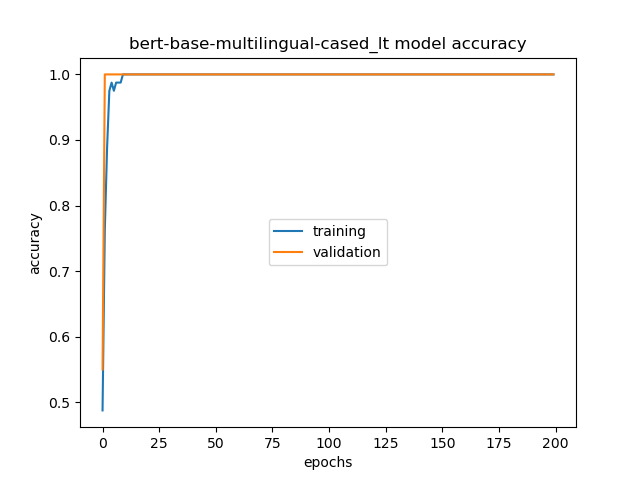 bert-base-multilingual-cased_lt model accuracy
1.0
0.9
0.8
0.7
0.6
0.5
accuracy
training
validation
0 25 50 75 100 125 150 175 200
epochs